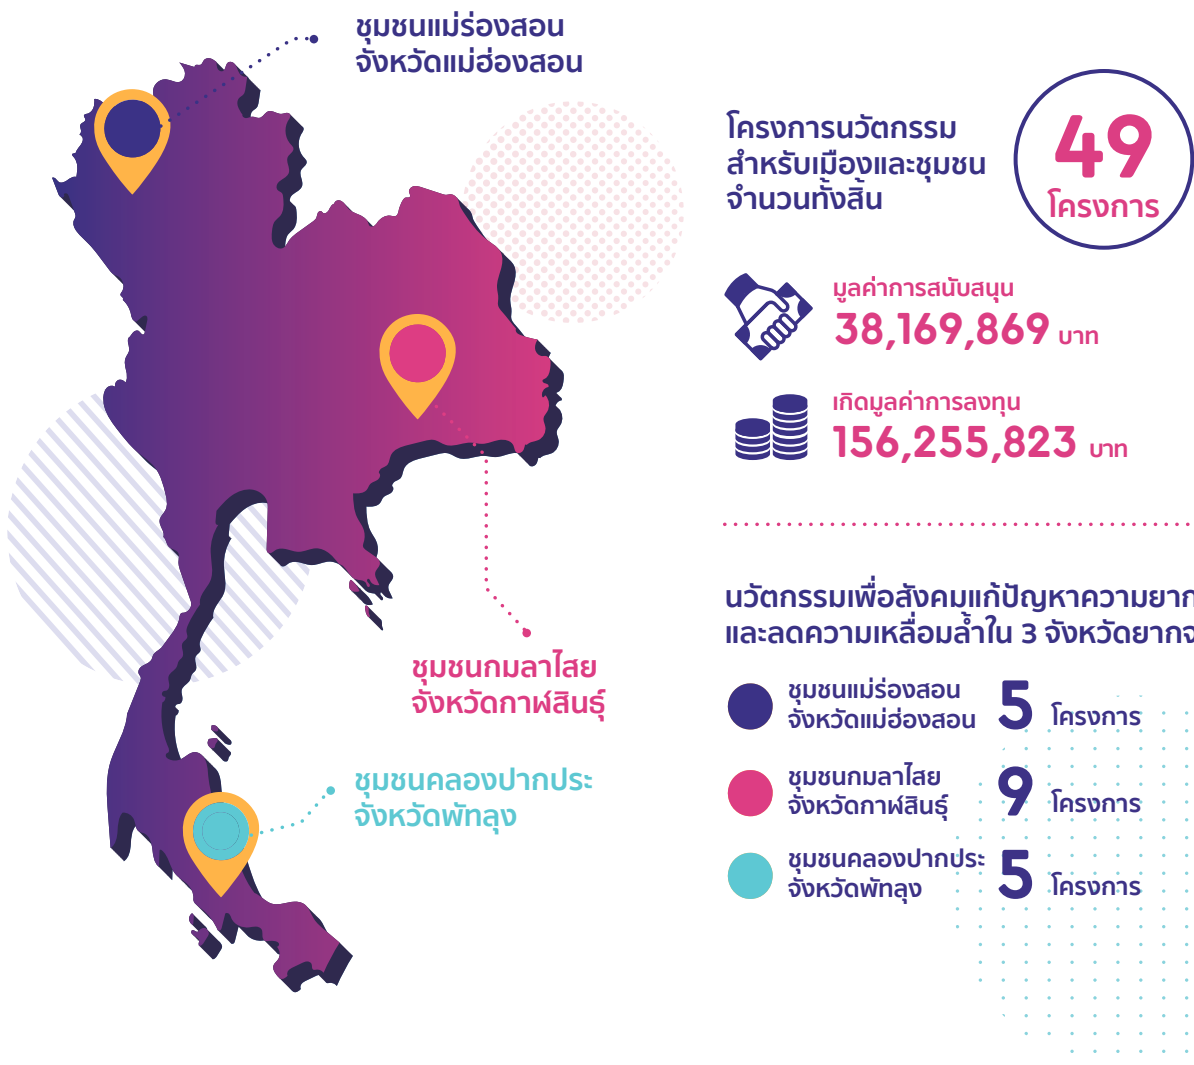 ชุมชนแม่ร่องสอน
จังหวัดแม่ฮ่องสอน
ชุมชนกมลาไสย
จังหวัดกาฬสินธุ์
ชุมชนคลองปากประ
จังหวัดพัทลุง
โครงการนวัตกรรม
สำหรับเมืองและชุมชน
จำนวนทั้งสิ้น
49
โครงการ
มูลค่าการสนับสนุน
38,169,869 บาท
เกิดมูลค่าการลงทุน
156,255,823 บาท
นวัตกรรมเพื่อสังคมแก้ปัญหาความยาก
และลดความเหลื่อมล้ำใน 3 จังหวัดยากจ
ชุมชนแม่ร่องสอน
จังหวัดแม่ฮ่องสอน
5 โครงการ
ชุมชนกมลาไสย
จังหวัดกาฬสินธุ์
9 โครงการ
ชุมชนคลองปากประ
จังหวัดพัทลุง
5 โครงการ